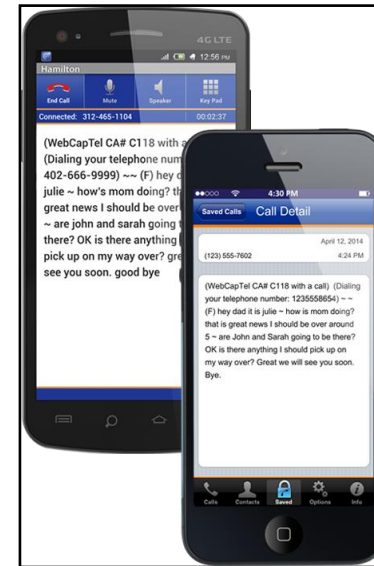 4G LTE
12:56 PM
Hamilton
End Call
Mute
Speaker
Key Pad
Connected: 312-465-1104
00:02:37
(WebCapTel CA# C118 with a
(Dialing your telephone num
402-666-9999) ~~ (F) hey d
julie ~ how's mom doing? th
great news I should be over
~ are john and sarah going t
there? OK is there anything
pick up on my way over? gre
see you soon. good bye
4:30 PM
Saved Calls
Call Detail
April 12, 2014
(123) 555-7602
4:24 PM
(WebCapTel CA# C118 with a call) (Dialing
your telephone number: 1235558654) ~ ~
(F) hey dad it is julie ~ how is mom doing?
that is great news I should be over around
5 ~ are John and Sarah going to be there?
OK is there anything I should pick up on
my way over? Great we will see you soon.
Bye.
Calls
Contacts
Saved
Options
Info